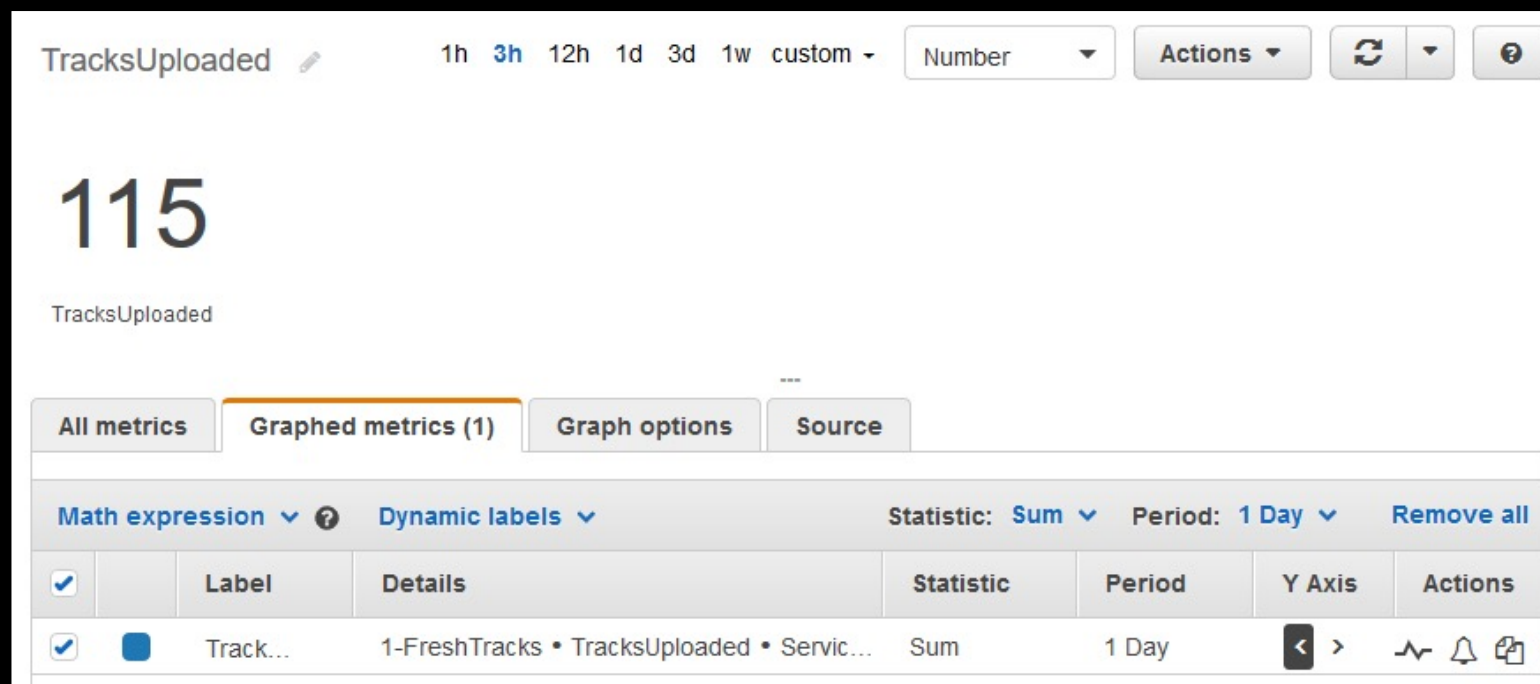 TracksUploaded 1h 3h 12h 1d 3d 1w custom Number Actions
115
TracksUploaded
All metrics Graphed metrics (1) Graph options Source
Math expression Dynamic labels Statistic: Sum Period: 1 Day Remove all
Label Details Statistic Period Y Axis Actions
Track... 1-FreshTracks • TracksUploaded • Servic... Sum 1 Day < >